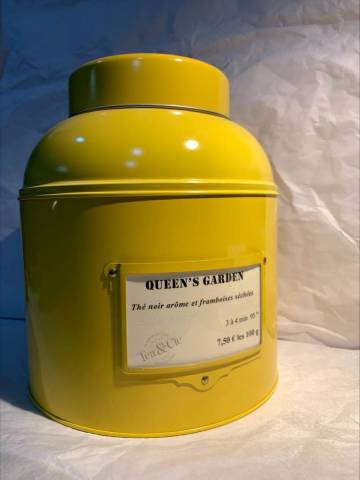 QUEEN'S GARDEN
Thé noir arôme et framboises séchées
3 à 4 min 95°
7,50 € les 100 g
Tea & Cie